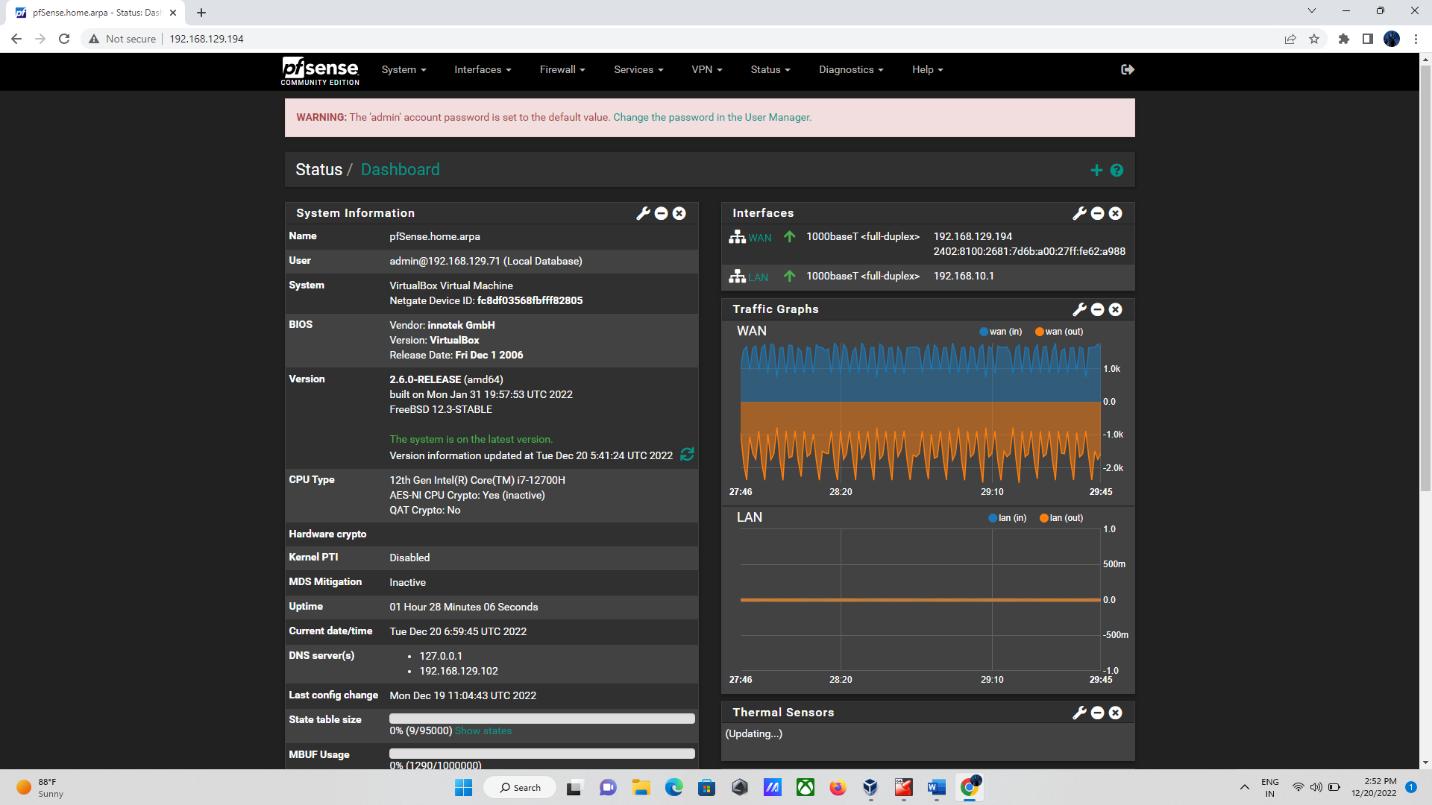 pfSense.home.arpa - Status: Das
Not secure
192.168.129.194
pfsense
COMMUNITY EDITION
System
Interfaces
Firewall
Services
VPN
Status
Diagnostics
Help
WARNING: The 'admin' account password is set to the default value. Change the password in the User Manager.
Status / Dashboard
System Information
Name pfSense.home.arpa
User admin@192.168.129.71 (Local Database)
System VirtualBox Virtual Machine
Netgate Device ID: fc8df03568fbfff82805
BIOS Vendor: innotek GmbH
Version: VirtualBox
Release Date: Fri Dec 1 2006
Version 2.6.0-RELEASE (amd64)
built on Mon Jan 31 19:57:53 UTC 2022
FreeBSD 12.3-STABLE
The system is on the latest version.
Version information updated at Tue Dec 20 5:41:24 UTC 2022
CPU Type 12th Gen Intel(R) Core(TM) i7-12700H
AES-NI CPU Crypto: Yes (inactive)
QAT Crypto: No
Hardware crypto
Kernel PTI Disabled
MDS Mitigation Inactive
Uptime 01 Hour 28 Minutes 06 Seconds
Current date/time Tue Dec 20 6:59:45 UTC 2022
DNS server(s) • 127.0.0.1
• 192.168.129.102
Last config change Mon Dec 19 11:04:43 UTC 2022
State table size
0% (9/95000) Show states
MBUF Usage
0% (1290/1000000)
Interfaces
WAN 1000baseT <full-duplex> 192.168.129.194
2402:8100:2681:7d6b:a00:27ff:fe62:a988
LAN 1000baseT <full-duplex> 192.168.10.1
Traffic Graphs
WAN
wan (in) wan (out)
1.0k
0.0
-1.0k
-2.0k
27:46 28:20 29:10 29:45
LAN
lan (in) lan (out)
1.0
500m
0.0
-500m
-1.0
27:46 28:20 29:10 29:45
Thermal Sensors
(Updating...)
88°F
Sunny
Search
ENG
IN
2:52 PM
12/20/2022
1